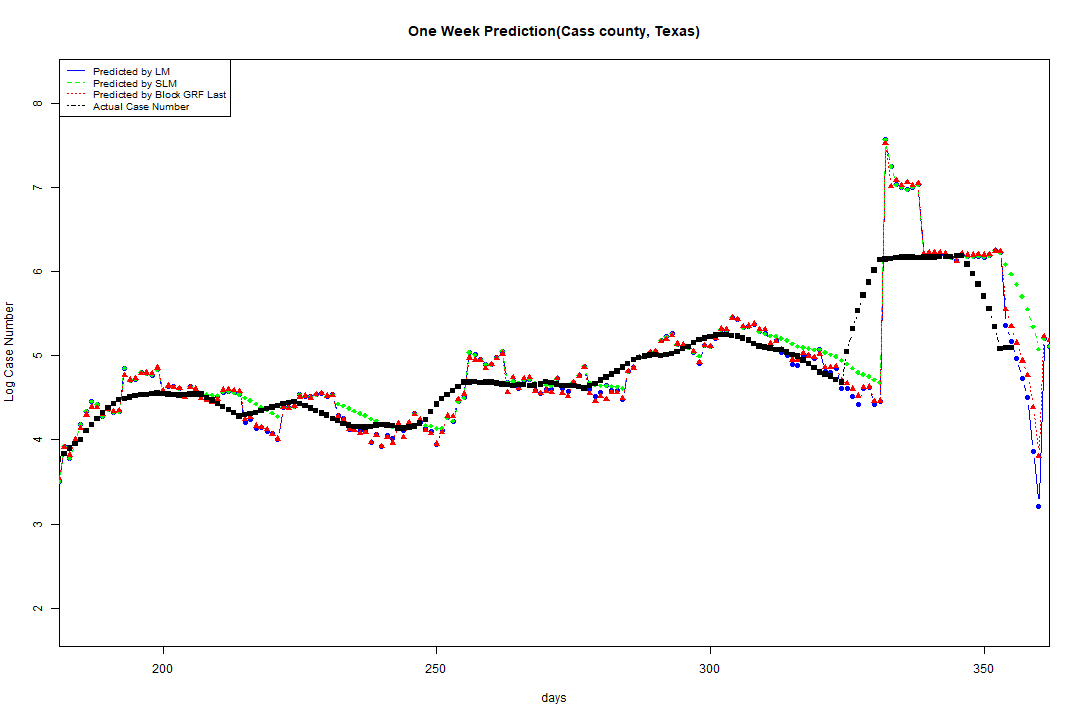 One Week Prediction(Cass county, Texas)
Predicted by LM
Predicted by SLM
Predicted by Block GRF Last
Actual Case Number
8
7
6
5
4
3
2
Log Case Number
200
250
300
350
days